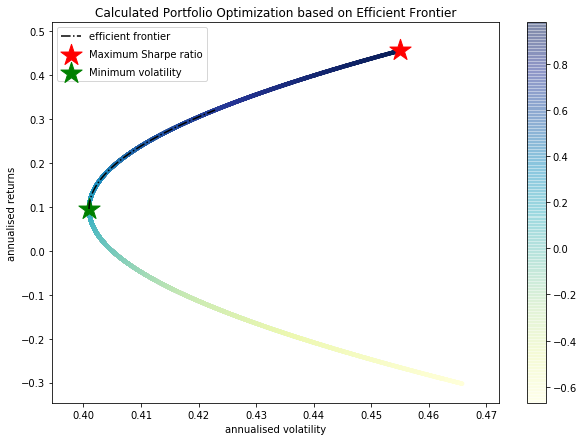 Calculated Portfolio Optimization based on Efficient Frontier
efficient frontier
Maximum Sharpe ratio
Minimum volatility
annualised returns
0.5
0.4
0.3
0.2
0.1
0.0
−0.1
−0.2
−0.3
0.40 0.41 0.42 0.43 0.44 0.45 0.46 0.47
annualised volatility
0.8
0.6
0.4
0.2
0.0
−0.2
−0.4
−0.6